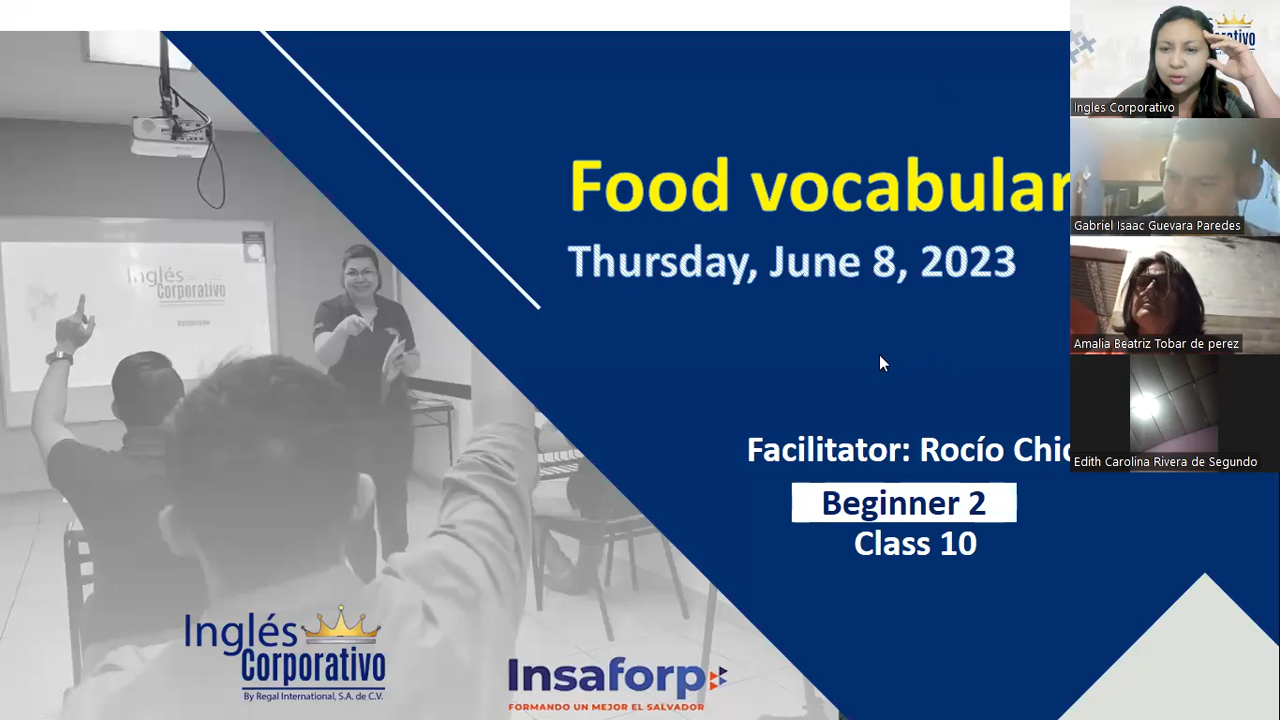 Food vocabular
Thursday, June 8, 2023
Facilitator: Rocío Chic
Beginner 2
Class 10
Inglés
Corporativo
By Regal International, S.A. de C.V.
Insaforp
FORMANDO UN MEJOR EL SALVADOR
Inglés
Corporativo
Ingles Corporativo
Gabriel Isaac Guevara Paredes
Amalia Beatriz Tobar de perez
Edith Carolina Rivera de Segundo